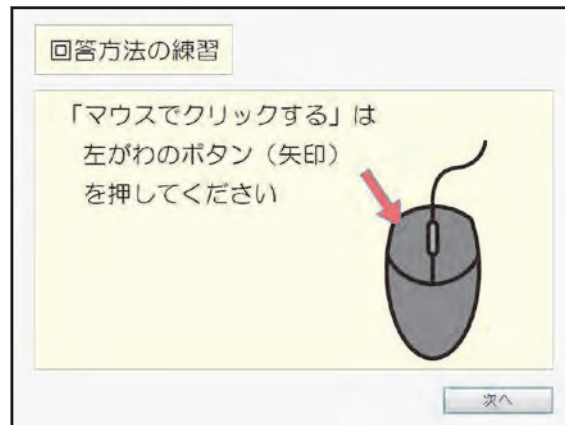 回答方法の練習
「マウスでクリックする」は
左がわのボタン（矢印）
を押してください
次へ